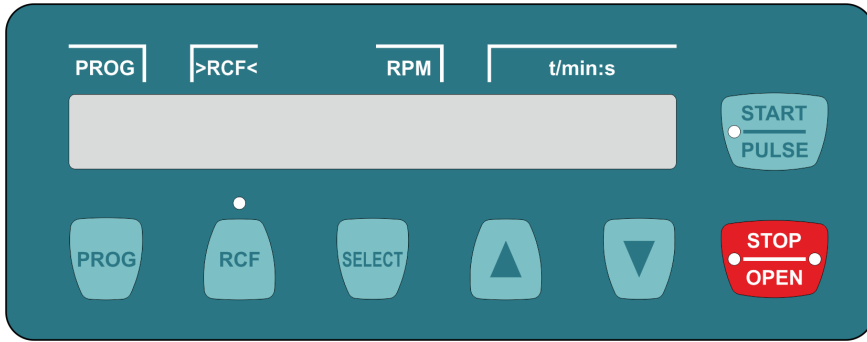 PROG >RCF< RPM t/min:s
START
PULSE
PROG RCF SELECT
STOP
OPEN